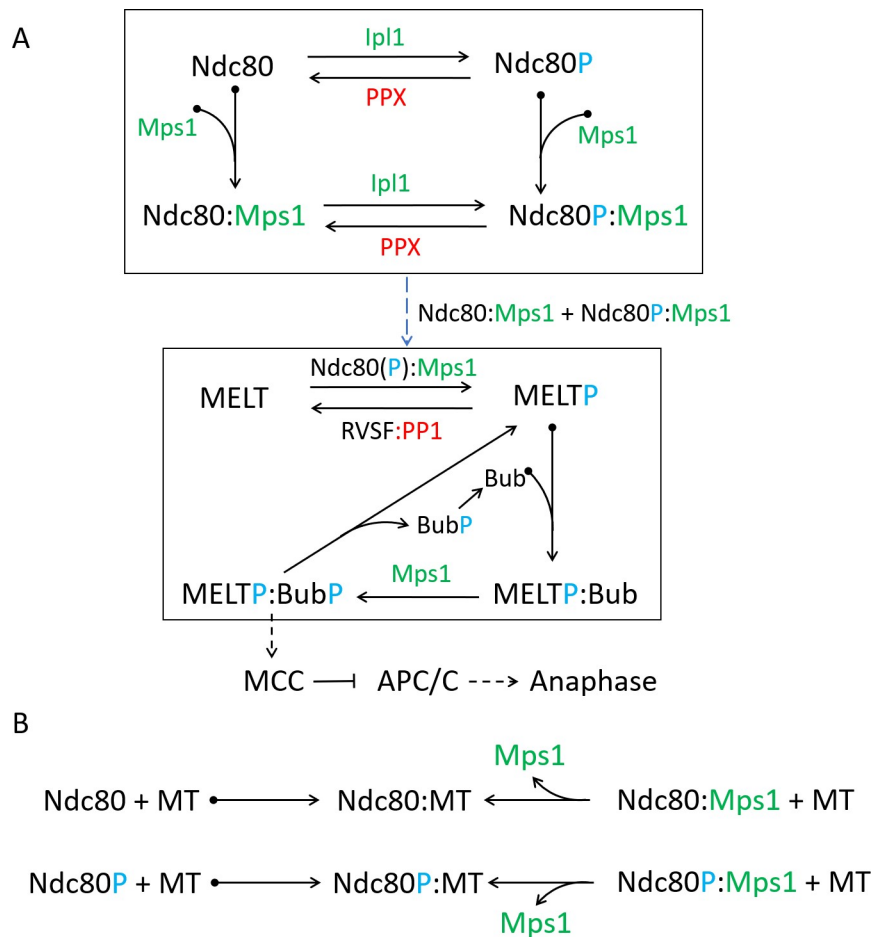 A
Ipl1
Ndc80
Ndc80P
PPX
Mps1
Mps1
Ipl1
Ndc80:Mps1
Ndc80P:Mps1
PPX
Ndc80:Mps1 + Ndc80P:Mps1
Ndc80(P):Mps1
MELT
MELTP
RVSF:PP1
Bub
BubP
Mps1
MELTP:BubP
MELTP:Bub
MCC
APC/C
Anaphase
B
Mps1
Ndc80 + MT
Ndc80:MT
Ndc80:Mps1 + MT
Ndc80P + MT
Ndc80P:MT
Ndc80P:Mps1 + MT
Mps1